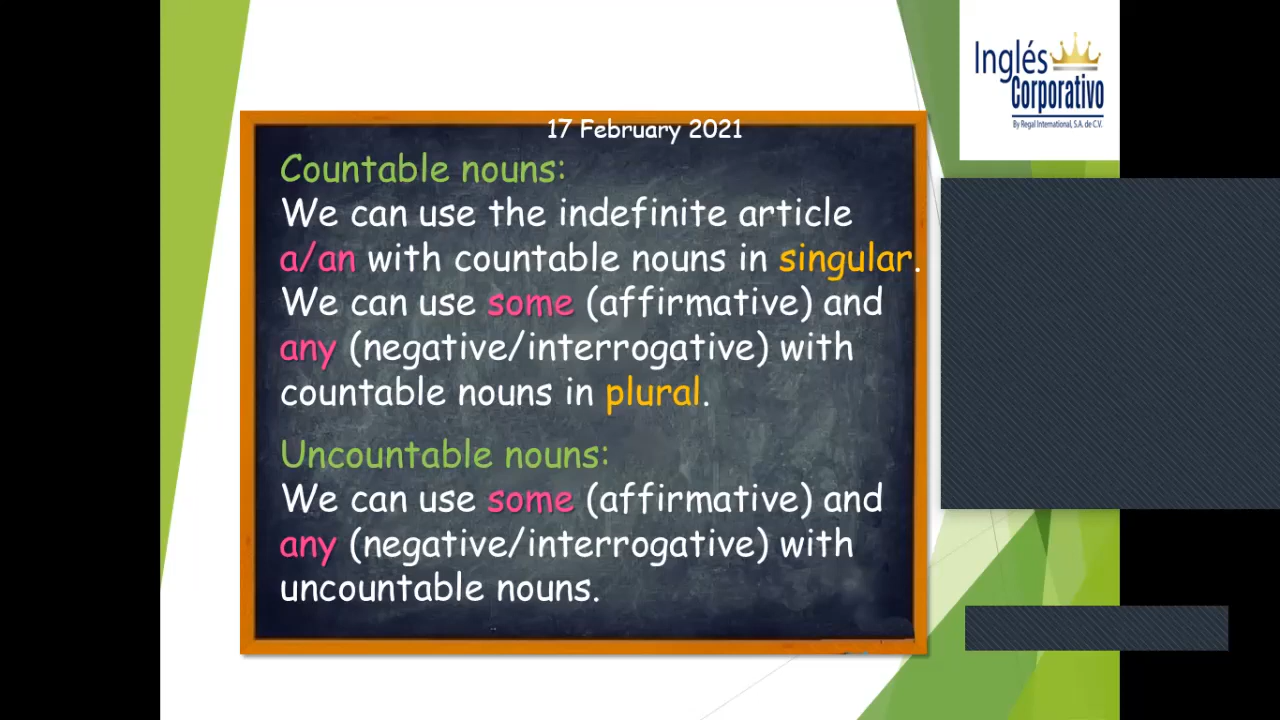 Inglés
Corporativo
By Regal International, S.A. de C.V.
17 February 2021
Countable nouns:
We can use the indefinite article
a/an with countable nouns in singular.
We can use some (affirmative) and
any (negative/interrogative) with
countable nouns in plural.
Uncountable nouns:
We can use some (affirmative) and
any (negative/interrogative) with
uncountable nouns.